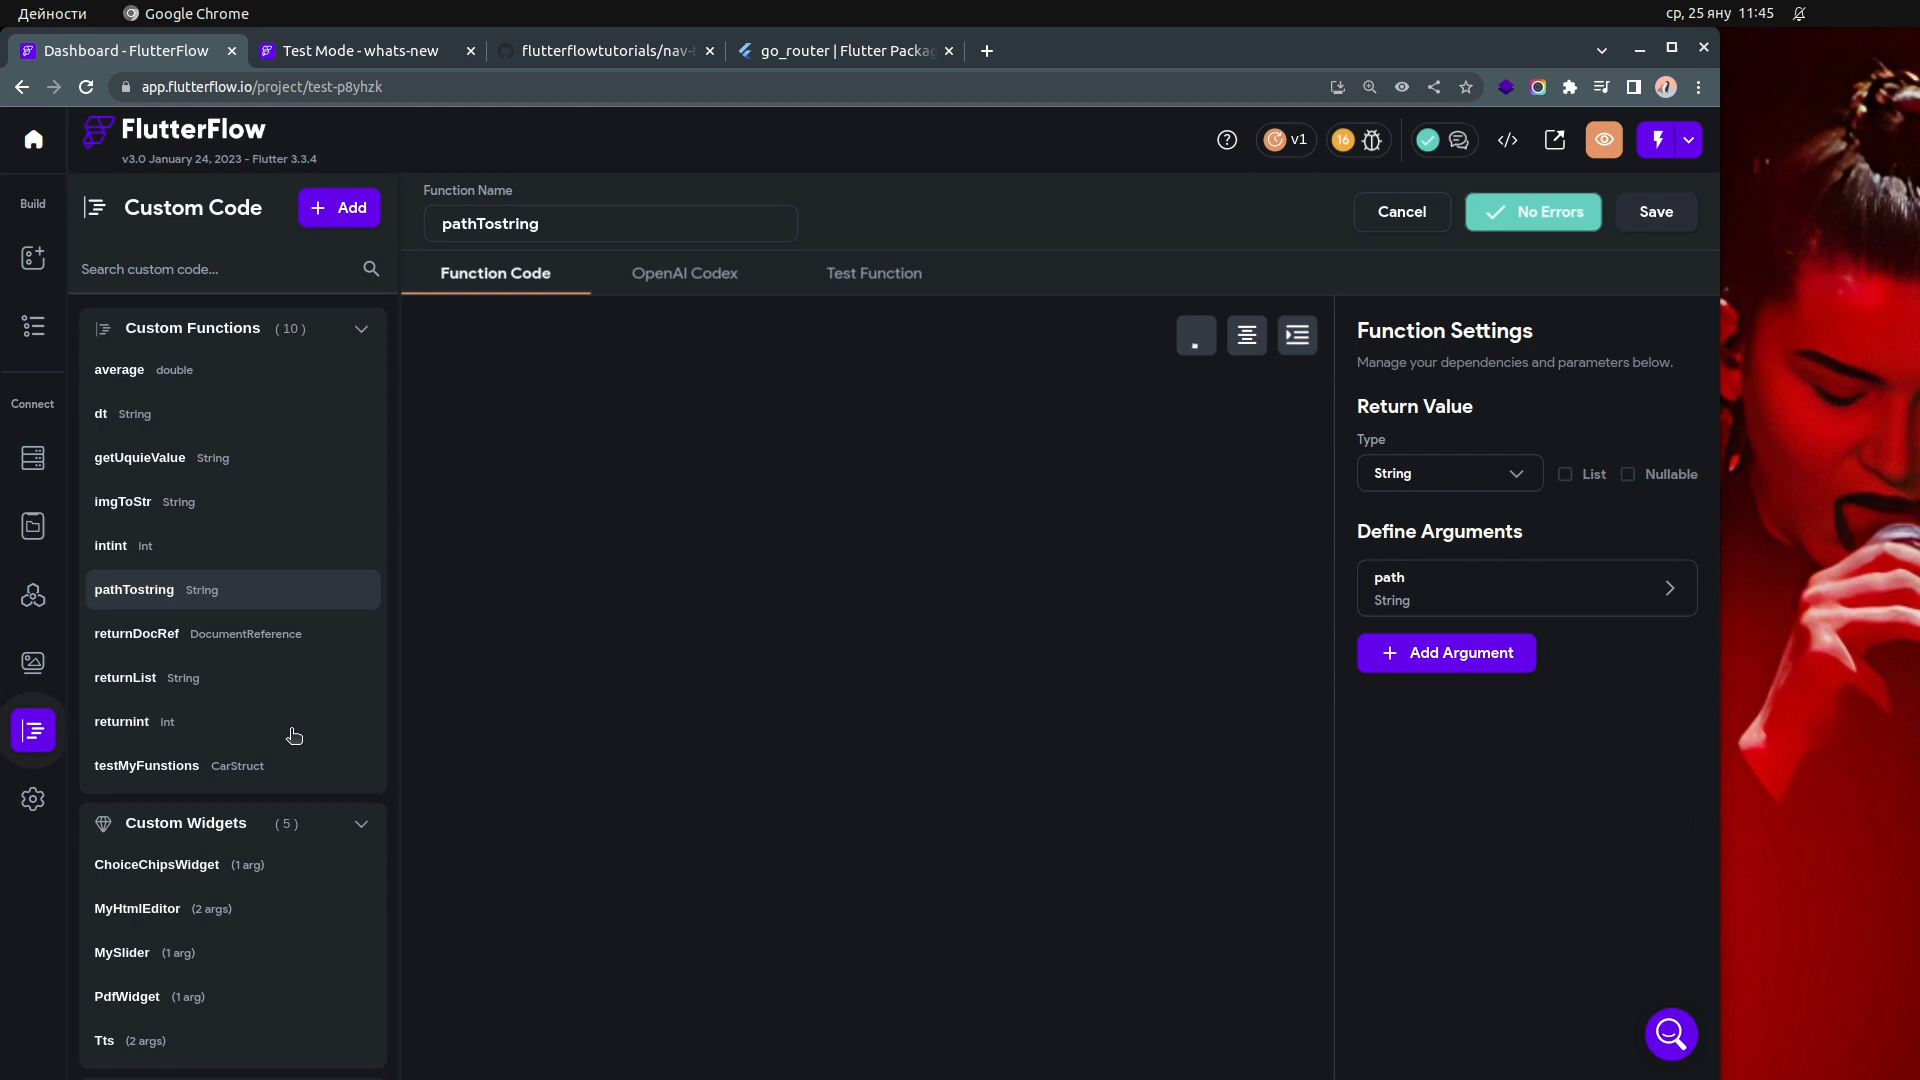 Дейности
Google Chrome
ср, 25 яну 11:45
Dashboard - FlutterFlow
Test Mode - whats-new
flutterflowtutorials/nav-
go_router | Flutter Packag
app.flutterflow.io/project/test-p8yhzk
FlutterFlow
v3.0 January 24, 2023 - Flutter 3.3.4
v1
16
Build
Connect
Custom Code
+ Add
Search custom code...
Custom Functions (10)
average double
dt String
getUquieValue String
imgToStr String
intint int
pathTostring String
returnDocRef DocumentReference
returnList String
returnint int
testMyFunstions CarStruct
Custom Widgets (5)
ChoiceChipsWidget (1 arg)
MyHtmlEditor (2 args)
MySlider (1 arg)
PdfWidget (1 arg)
Tts (2 args)
Function Name
pathTostring
Cancel
No Errors
Save
Function Code
OpenAI Codex
Test Function
Function Settings
Manage your dependencies and parameters below.
Return Value
Type
String
List
Nullable
Define Arguments
path
String
+ Add Argument